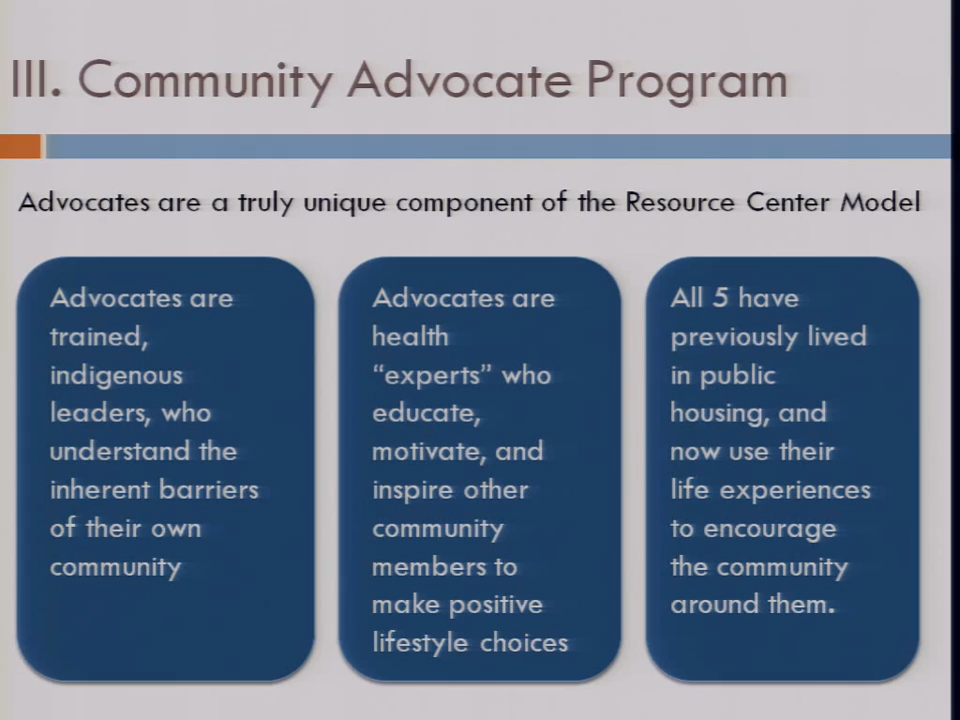 III. Community Advocate Program
Advocates are a truly unique component of the Resource Center Model
Advocates are
trained,
indigenous
leaders, who
understand the
inherent barriers
of their own
community
Advocates are
health
“experts” who
educate,
motivate, and
inspire other
community
members to
make positive
lifestyle choices
All 5 have
previously lived
in public
housing, and
now use their
life experiences
to encourage
the community
around them.